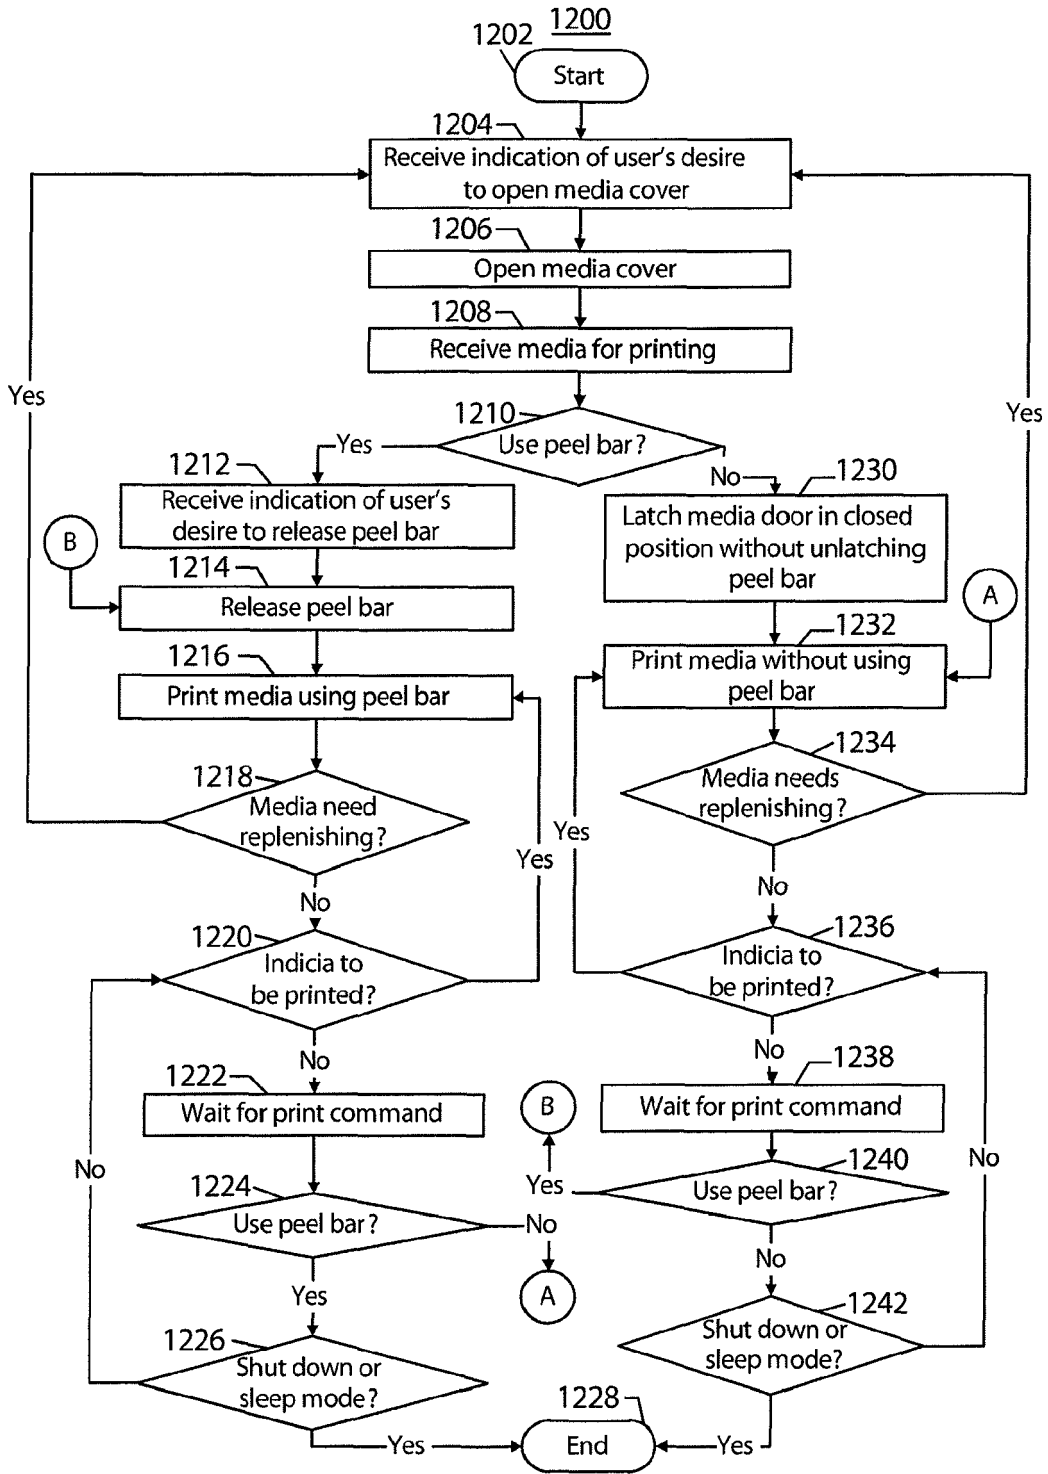 1200
1202
Start
1204
Receive indication of user's desire
to open media cover
1206
Open media cover
1208
Receive media for printing
Yes
Yes
1210
Use peel bar?
Yes
No
1212
Receive indication of user's
desire to release peel bar
B
1214
Release peel bar
1216
Print media using peel bar
1218
Media need
replenishing?
Yes
No
1220
Indicia to
be printed?
No
1222
Wait for print command
No
1224
Use peel bar?
No
A
Yes
1226
Shut down or
sleep mode?
Yes
1230
Latch media door in closed
position without unlatching
peel bar
A
1232
Print media without using
peel bar
1234
Media needs
replenishing?
Yes
No
1236
Indicia to
be printed?
No
1238
Wait for print command
B
Yes
1240
Use peel bar?
No
No
1242
Shut down or
sleep mode?
Yes
1228
End